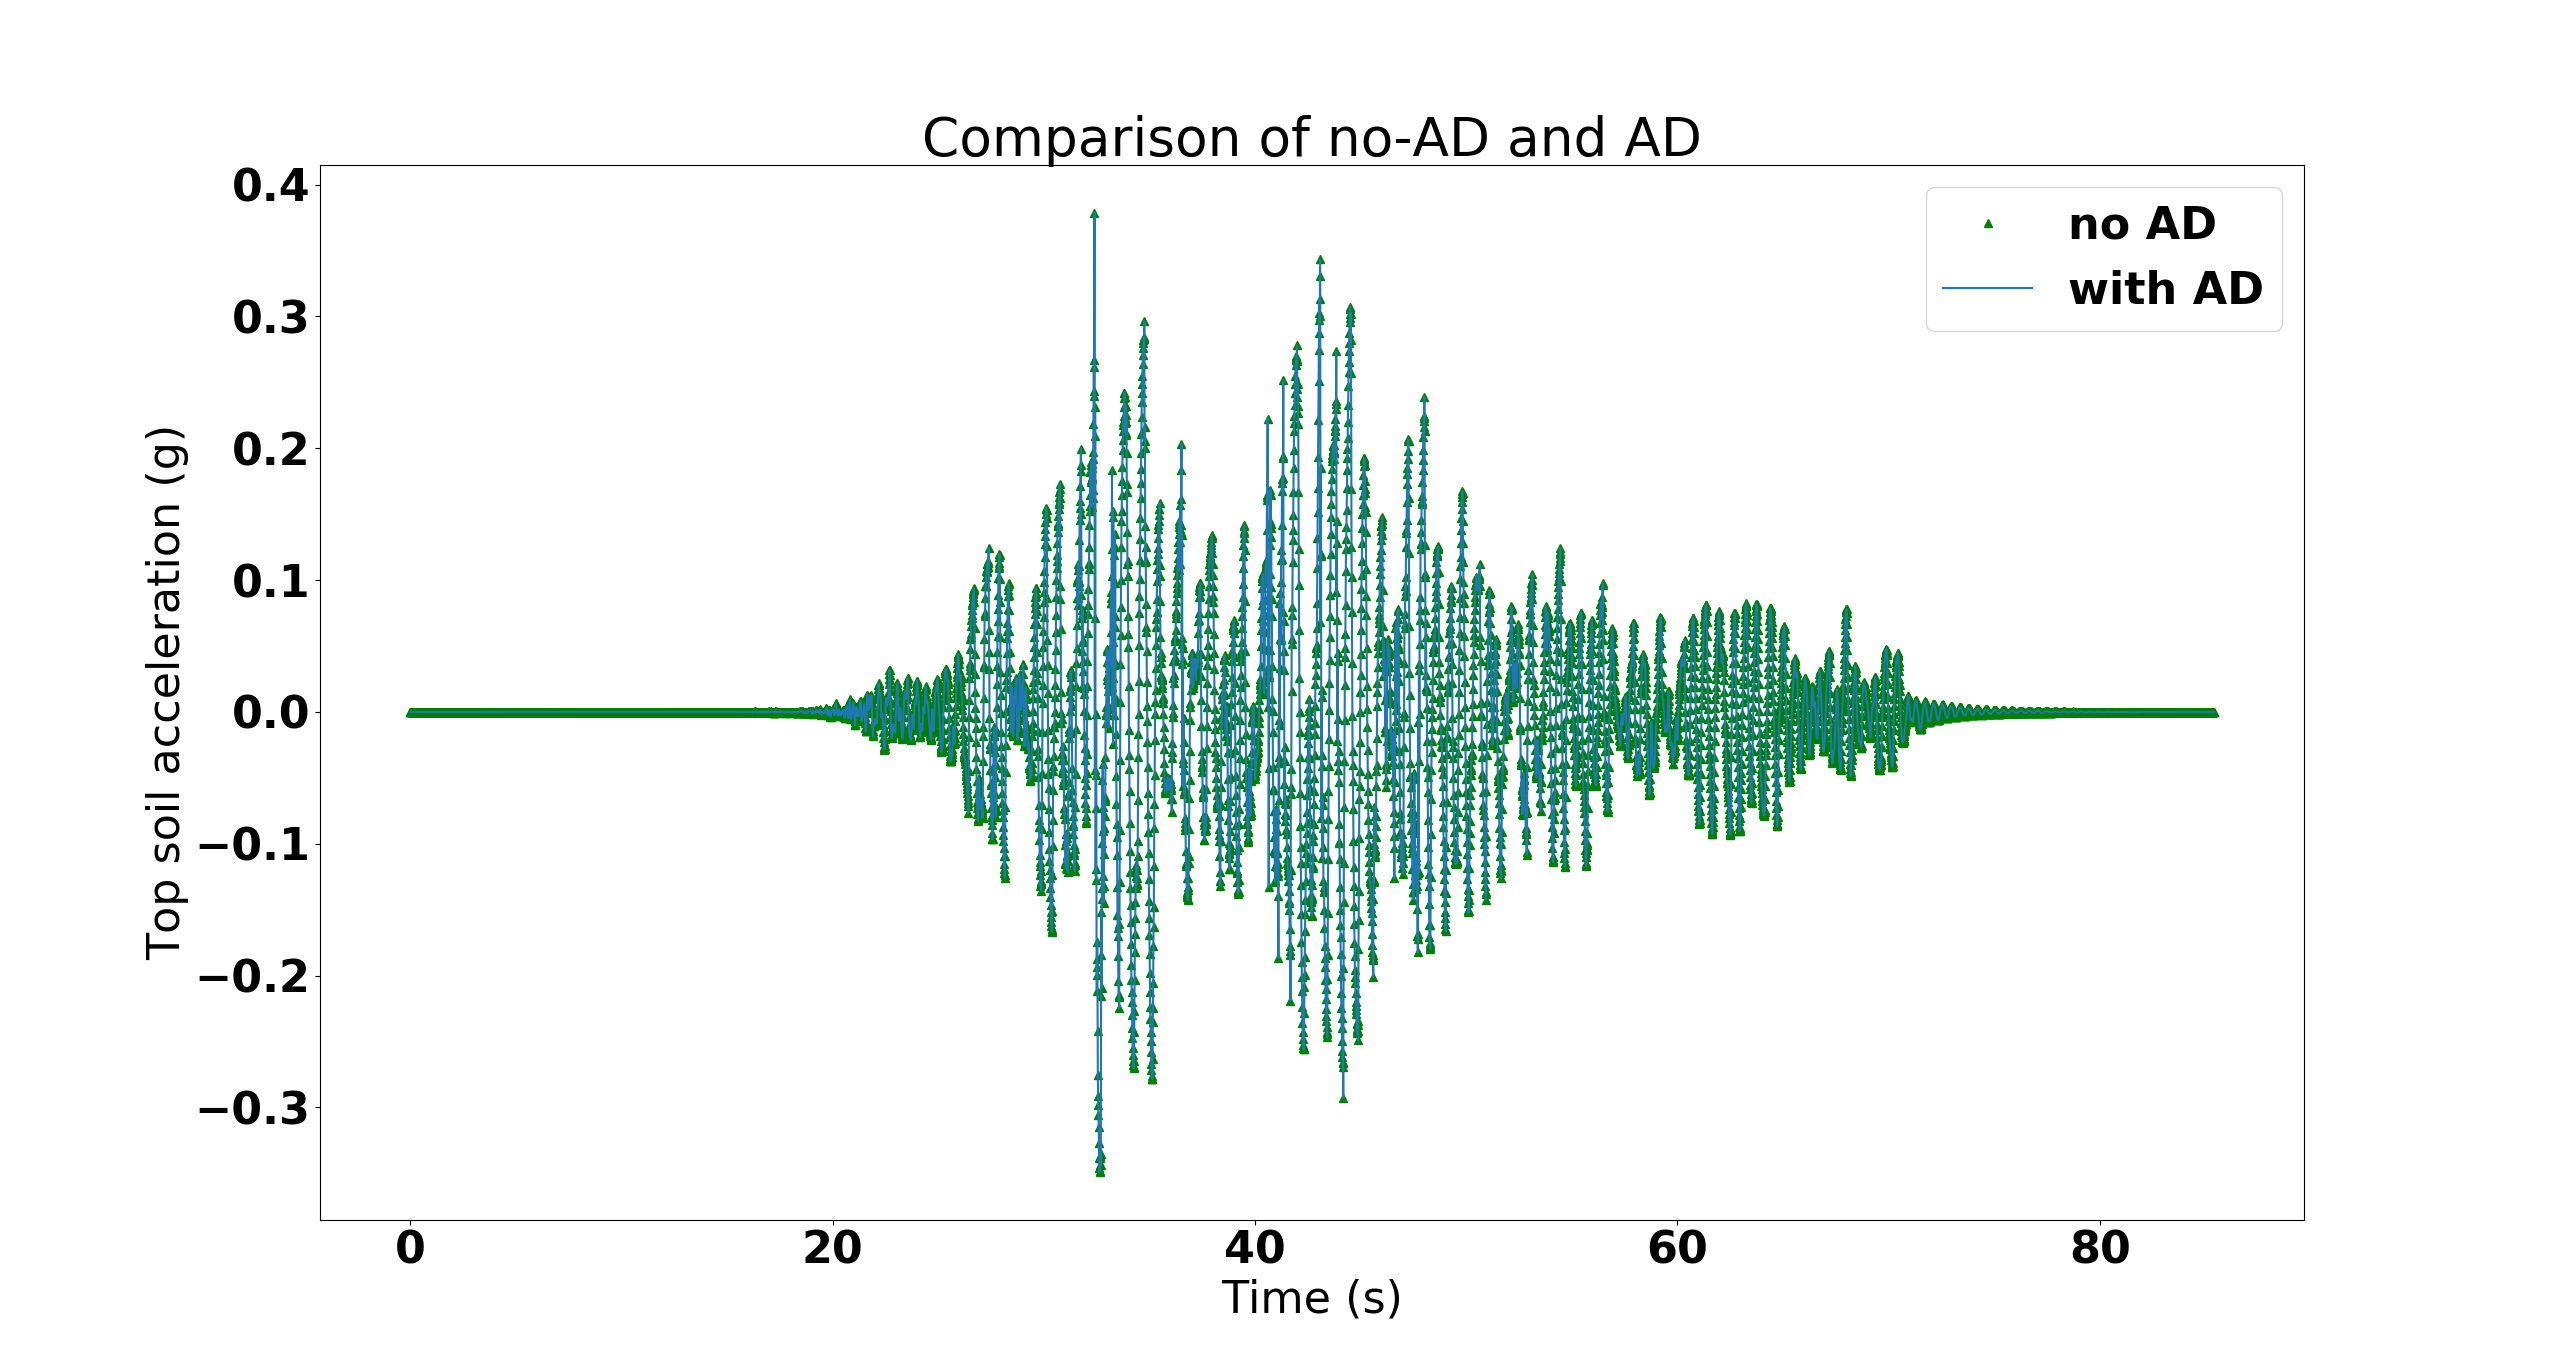 Comparison of no-AD and AD
no AD
with AD
0.4
0.3
0.2
0.1
0.0
−0.1
−0.2
−0.3
Top soil acceleration (g)
0 20 40 60 80
Time (s)